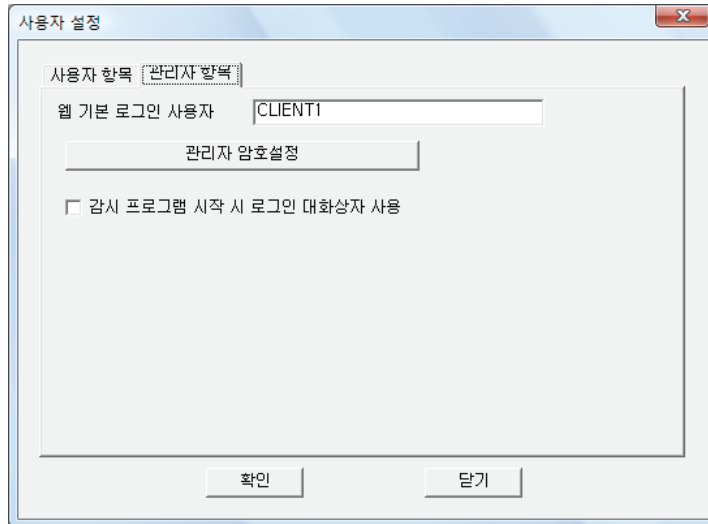 사용자 설정
사용자 항목 관리자 항목
웹 기본 로그인 사용자 CLIENT1
관리자 암호설정
감시 프로그램 시작 시 로그인 대화상자 사용
확인 닫기